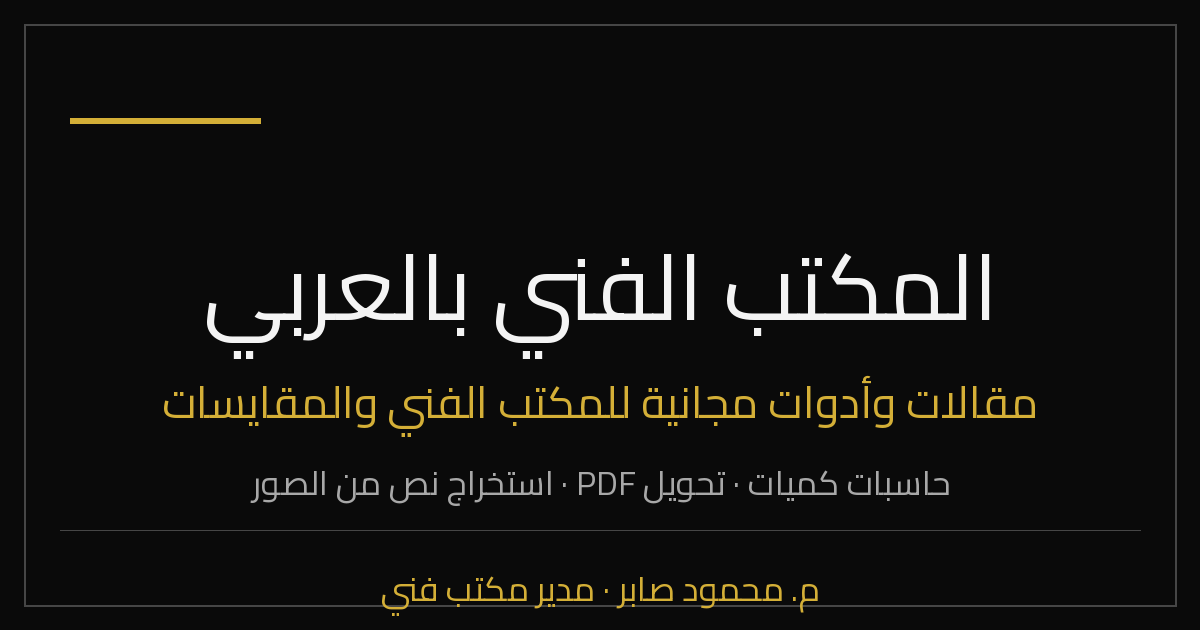 المكتب الفني بالعربي
مقالات وأدوات مجانية للمكتب الفني والمقايسات
حاسبات كميات · تحويل PDF · استخراج نص من الصور
م. محمود صابر · مدير مكتب فني